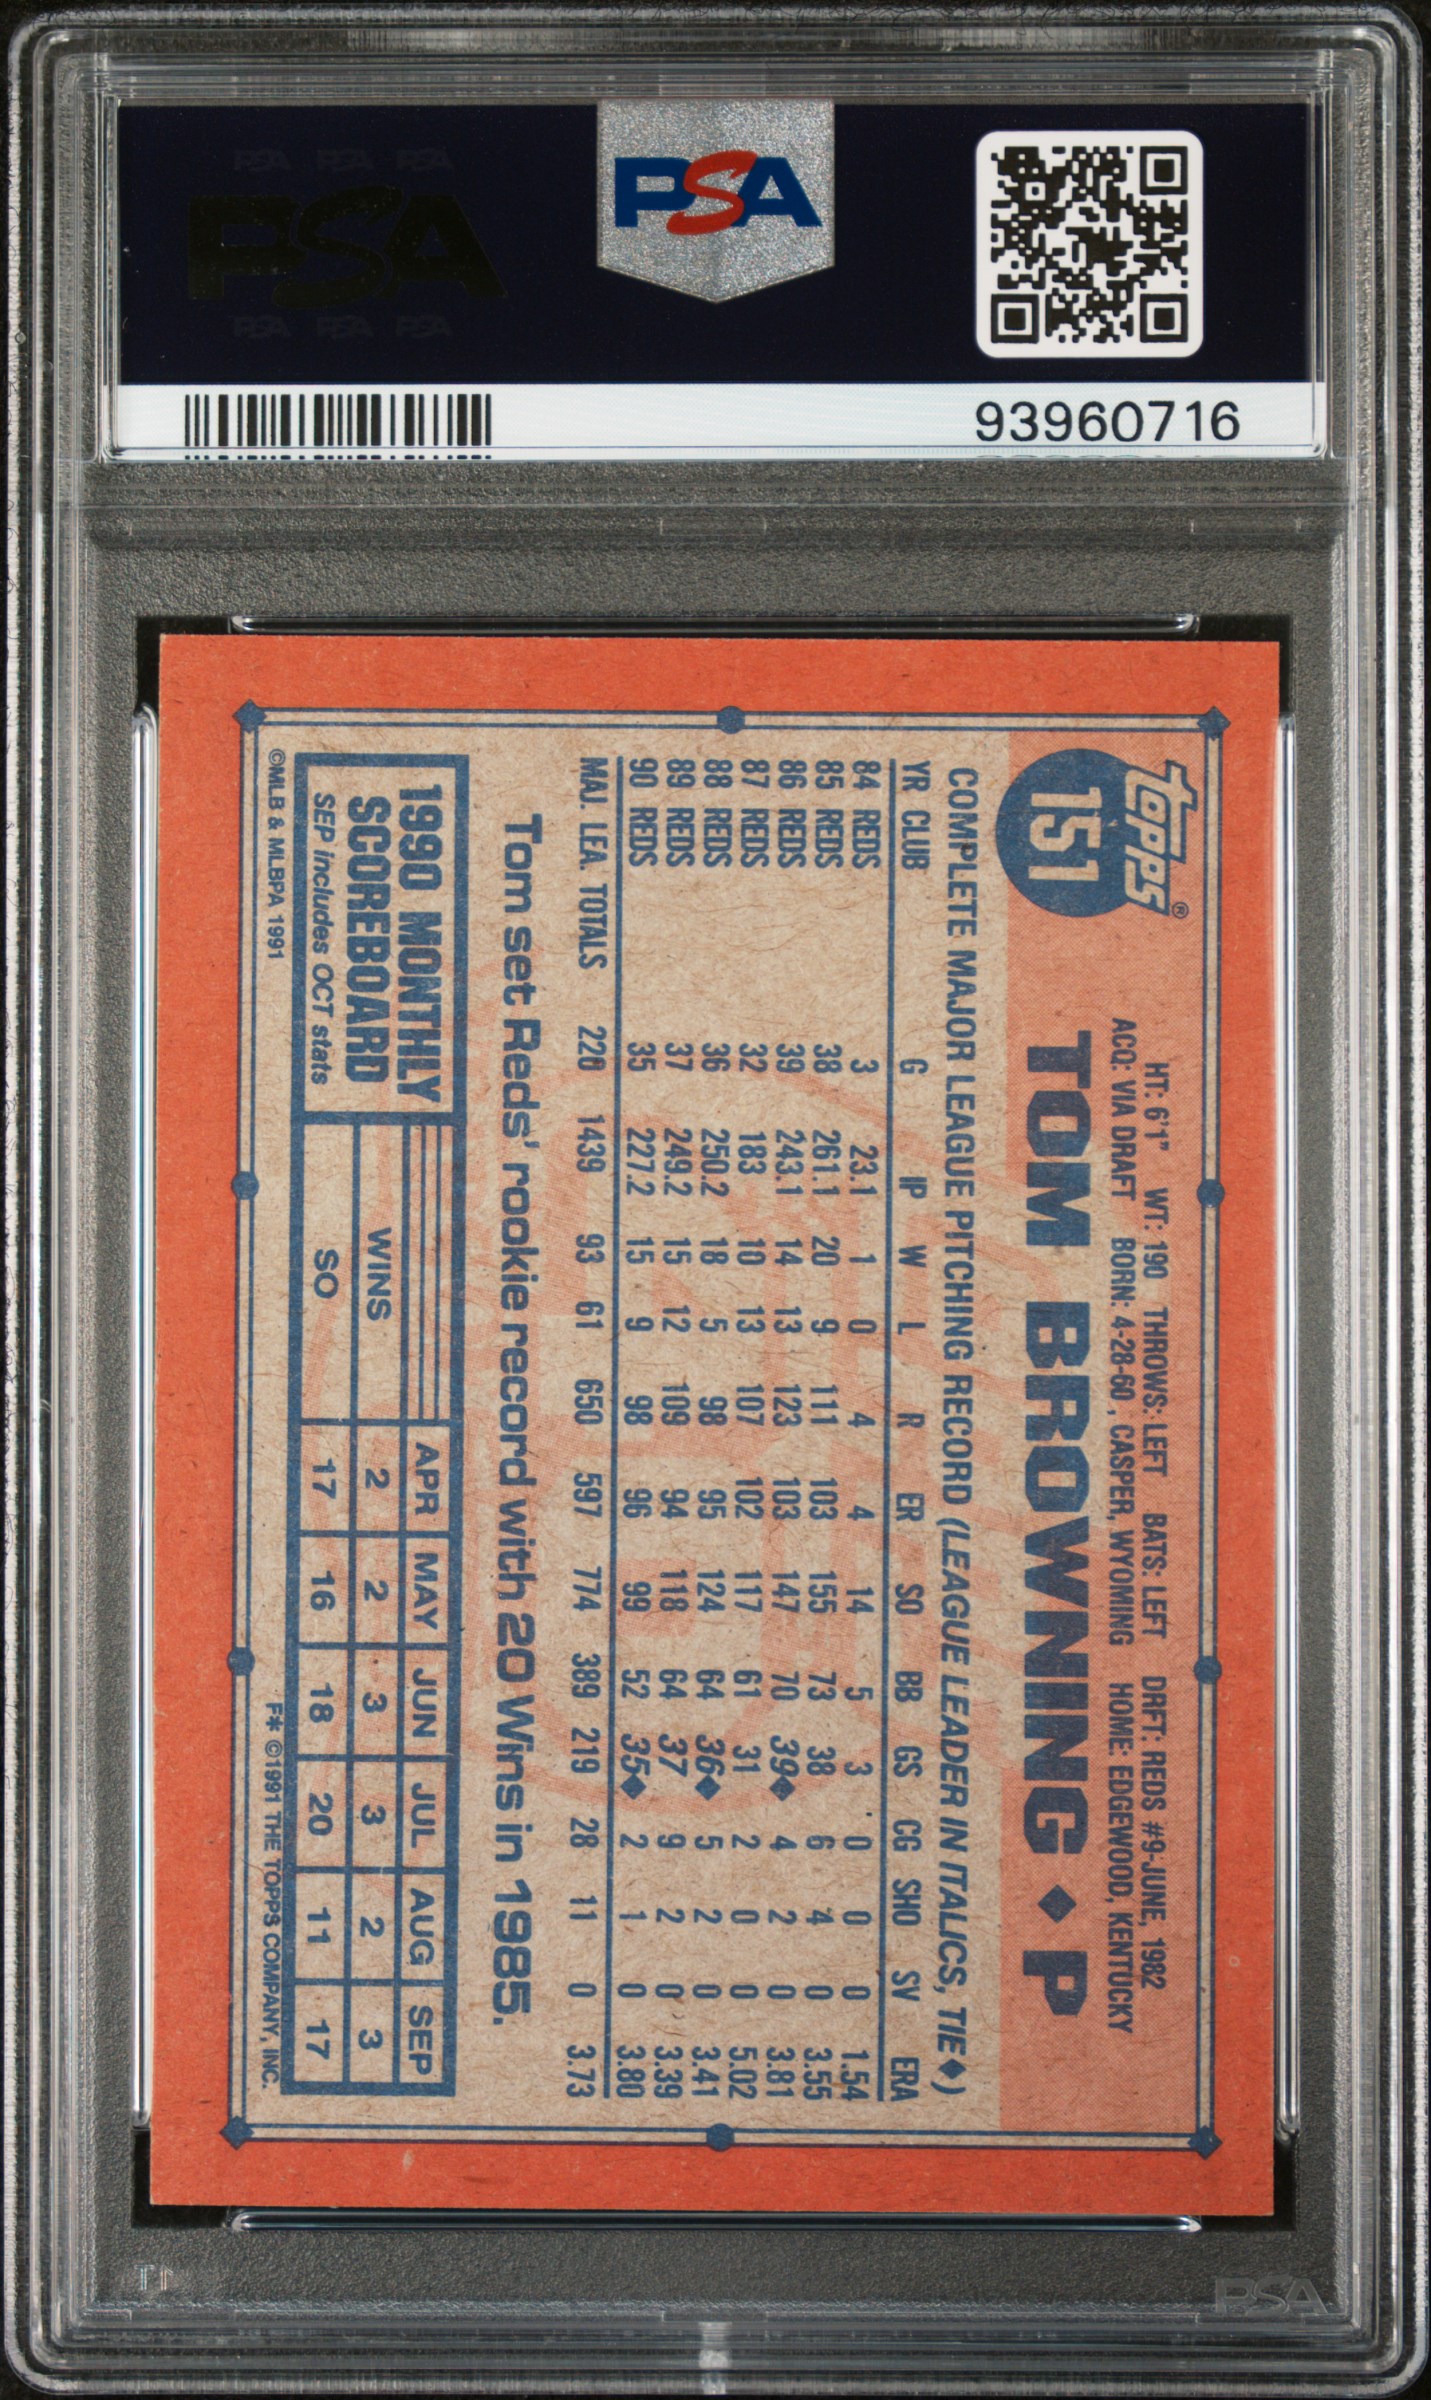 PSA PSA PSA
PSA
PSA PSA PSA
PSA
93960716
Topps®
151
HT: 6'1" WT: 190 THROWS: LEFT BATS: LEFT DRFT: REDS #9-JUNE, 1982
ACQ: VIA DRAFT BORN: 4-28-60, CASPER, WYOMING HOME: EDGEWOOD, KENTUCKY
TOM BROWNING ♦ P
COMPLETE MAJOR LEAGUE PITCHING RECORD (LEAGUE LEADER IN ITALICS, TIE♦)
YR CLUB G IP W L R ER SO BB GS CG SHO SV ERA
84 REDS 3 23.1 1 0 4 4 14 5 3 0 0 0 1.54
85 REDS 38 261.1 20 9 111 103 155 73 38 6 4 0 3.55
86 REDS 39 243.1 14 13 123 103 147 70 39♦ 4 2 0 3.81
87 REDS 32 183 10 13 107 102 117 61 31 2 0 0 5.02
88 REDS 36 250.2 18 5 98 95 124 64 36♦ 5 2 0 3.41
89 REDS 37 249.2 15 12 109 94 118 64 37 9 2 0 3.39
90 REDS 35 227.2 15 9 98 96 99 52 35♦ 2 1 0 3.80
MAJ. LEA. TOTALS 220 1439 93 61 650 597 774 389 219 28 11 0 3.73
Tom set Reds' rookie record with 20 Wins in 1985.
1990 MONTHLY
SCOREBOARD
SEP includes OCT stats
APR MAY JUN JUL AUG SEP
WINS 2 2 3 3 2 3
SO 17 16 18 20 11 17
©MLB & MLBPA 1991
F* ©1991 THE TOPPS COMPANY, INC.
PSA